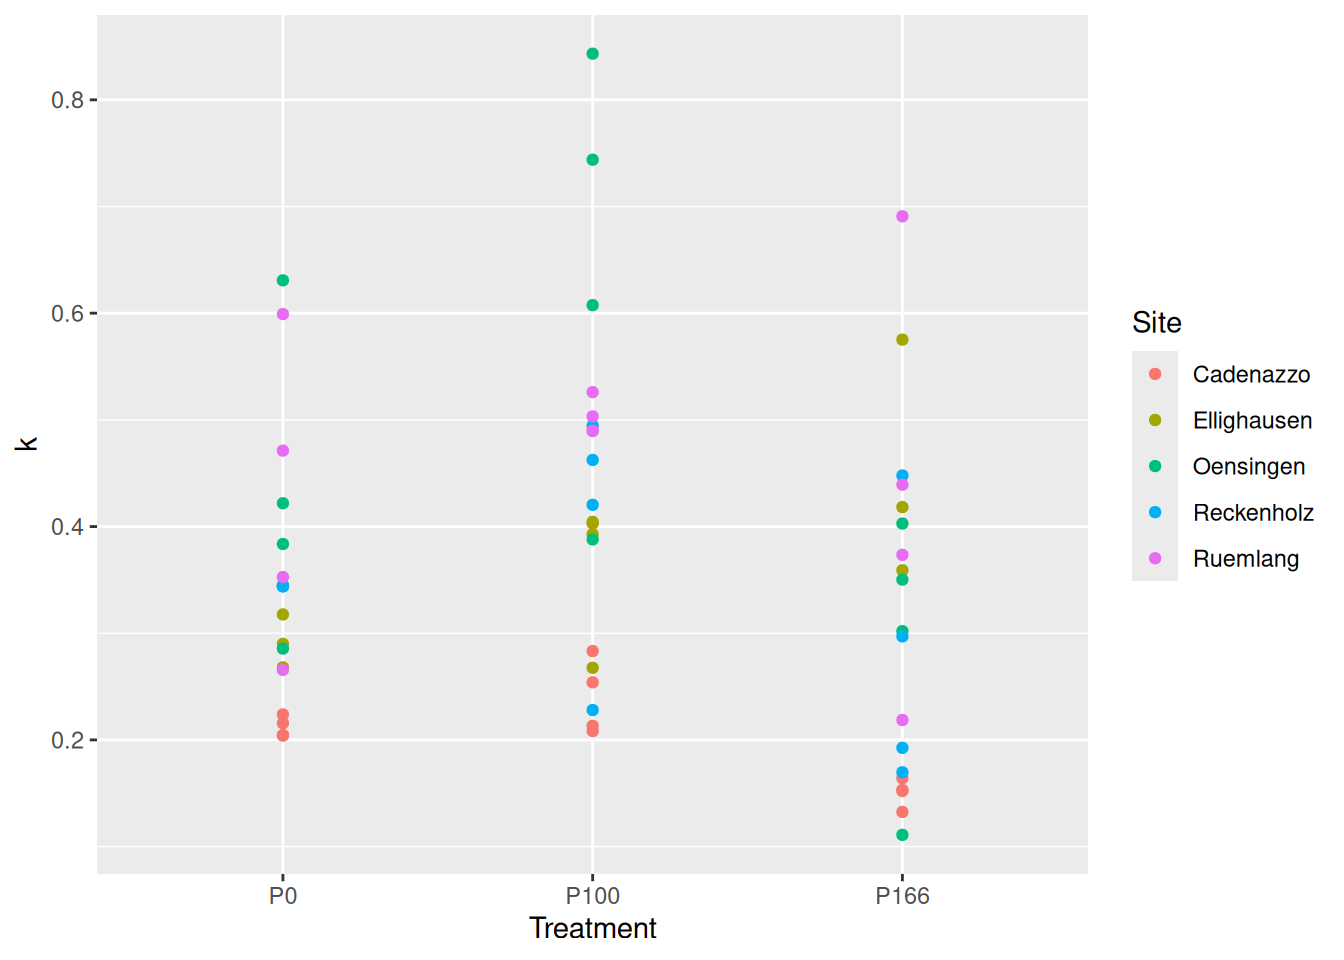 0.8
0.6
0.4
0.2
k
P0
P100
P166
Treatment
Site
Cadenazzo
Ellighausen
Oensingen
Reckenholz
Ruemlang